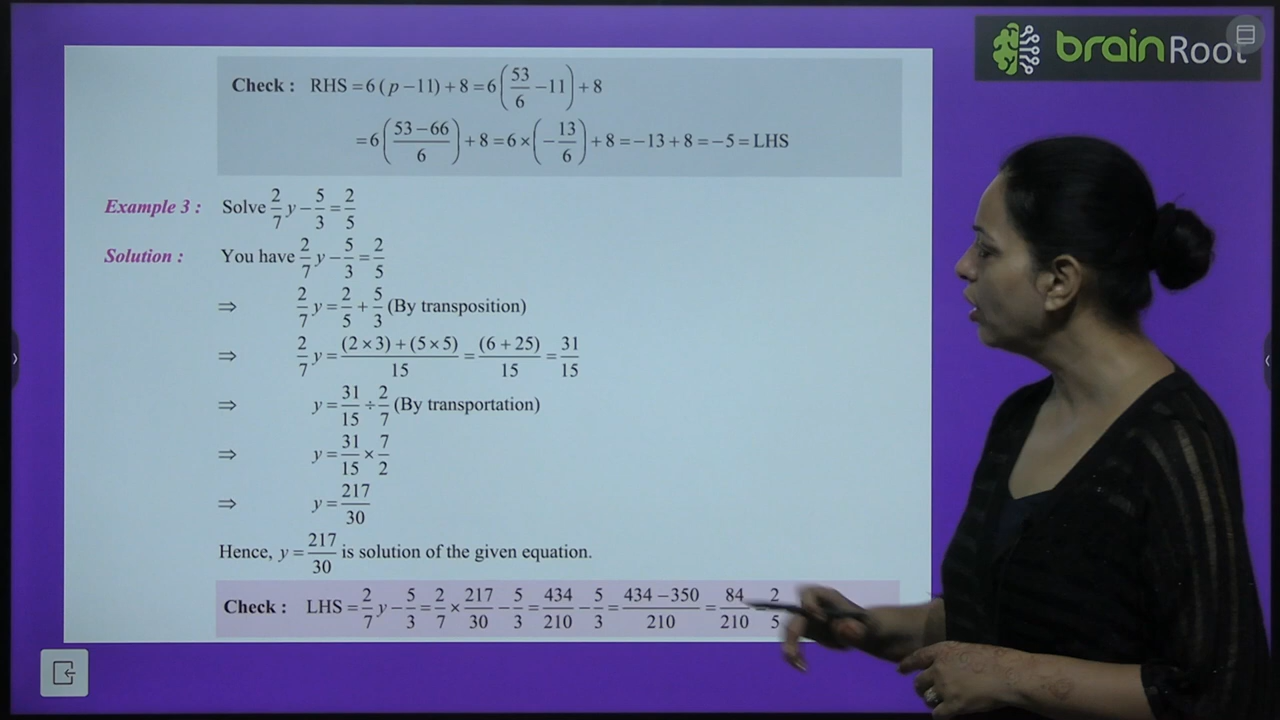 brainRoot
Check : RHS = 6 (p − 11) + 8 = 6(53/6 − 11) + 8
= 6((53 − 66)/6) + 8 = 6 × (−13/6) + 8 = −13 + 8 = −5 = LHS
Example 3 : Solve 2/7 y − 5/3 = 2/5
Solution : You have 2/7 y − 5/3 = 2/5
⇒ 2/7 y = 2/5 + 5/3 (By transposition)
⇒ 2/7 y = ((2 × 3) + (5 × 5))/15 = (6 + 25)/15 = 31/15
⇒ y = 31/15 ÷ 2/7 (By transportation)
⇒ y = 31/15 × 7/2
⇒ y = 217/30
Hence, y = 217/30 is solution of the given equation.
Check : LHS = 2/7 y − 5/3 = 2/7 × 217/30 − 5/3 = 434/210 − 5/3 = (434 − 350)/210 = 84/210 = 2/5